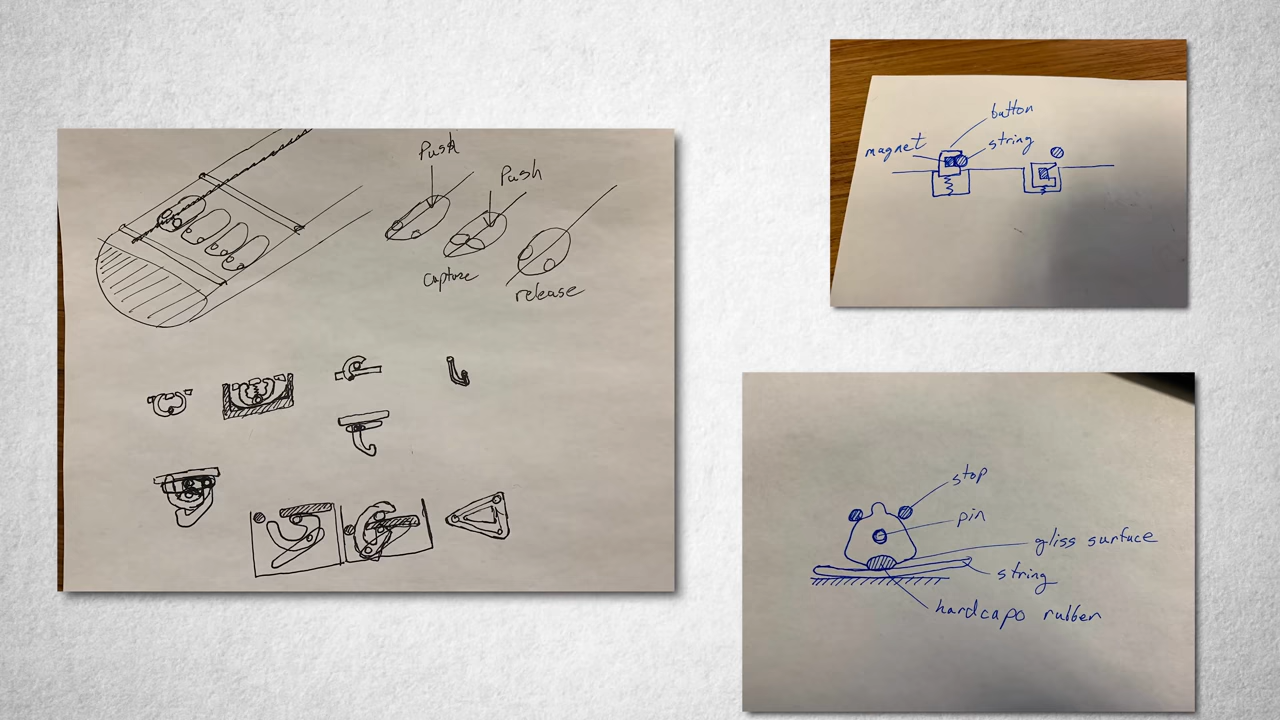 Push
Push
capture
release
button
magnet
string
stop
pin
gliss surface
string
hardcapo rubber